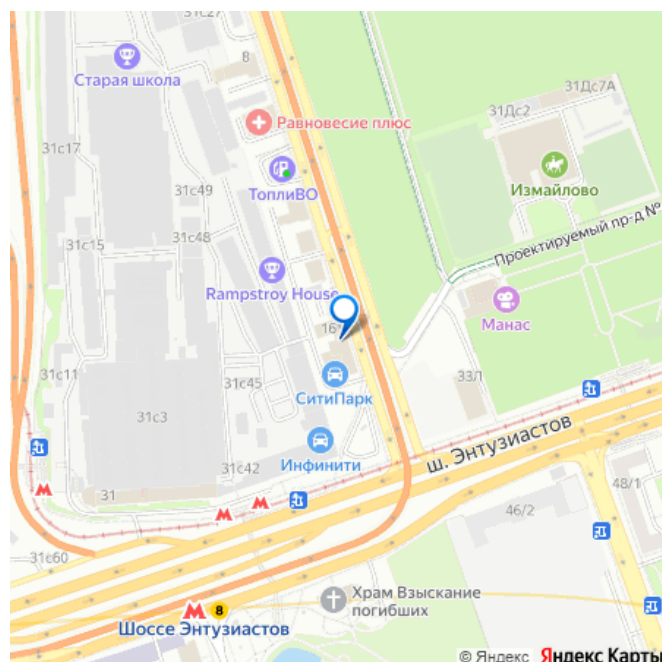 31с27
8
Старая школа
31Дс7А
31Дс2
Равновесие плюс
31с17
Измайлово
31с49
ТоплиВО
31с48
31с15
Проектируемый пр-д №
Rampstroy House
Манас
16
31с11
33Л
31с45
СитиПарк
31с3
ш. Энтузиастов
Инфинити
31с42
48/1
31
46/2
31с60
Храм Взыскание
погибших
8
Шоссе Энтузиастов
© Яндекс Яндекс Карты